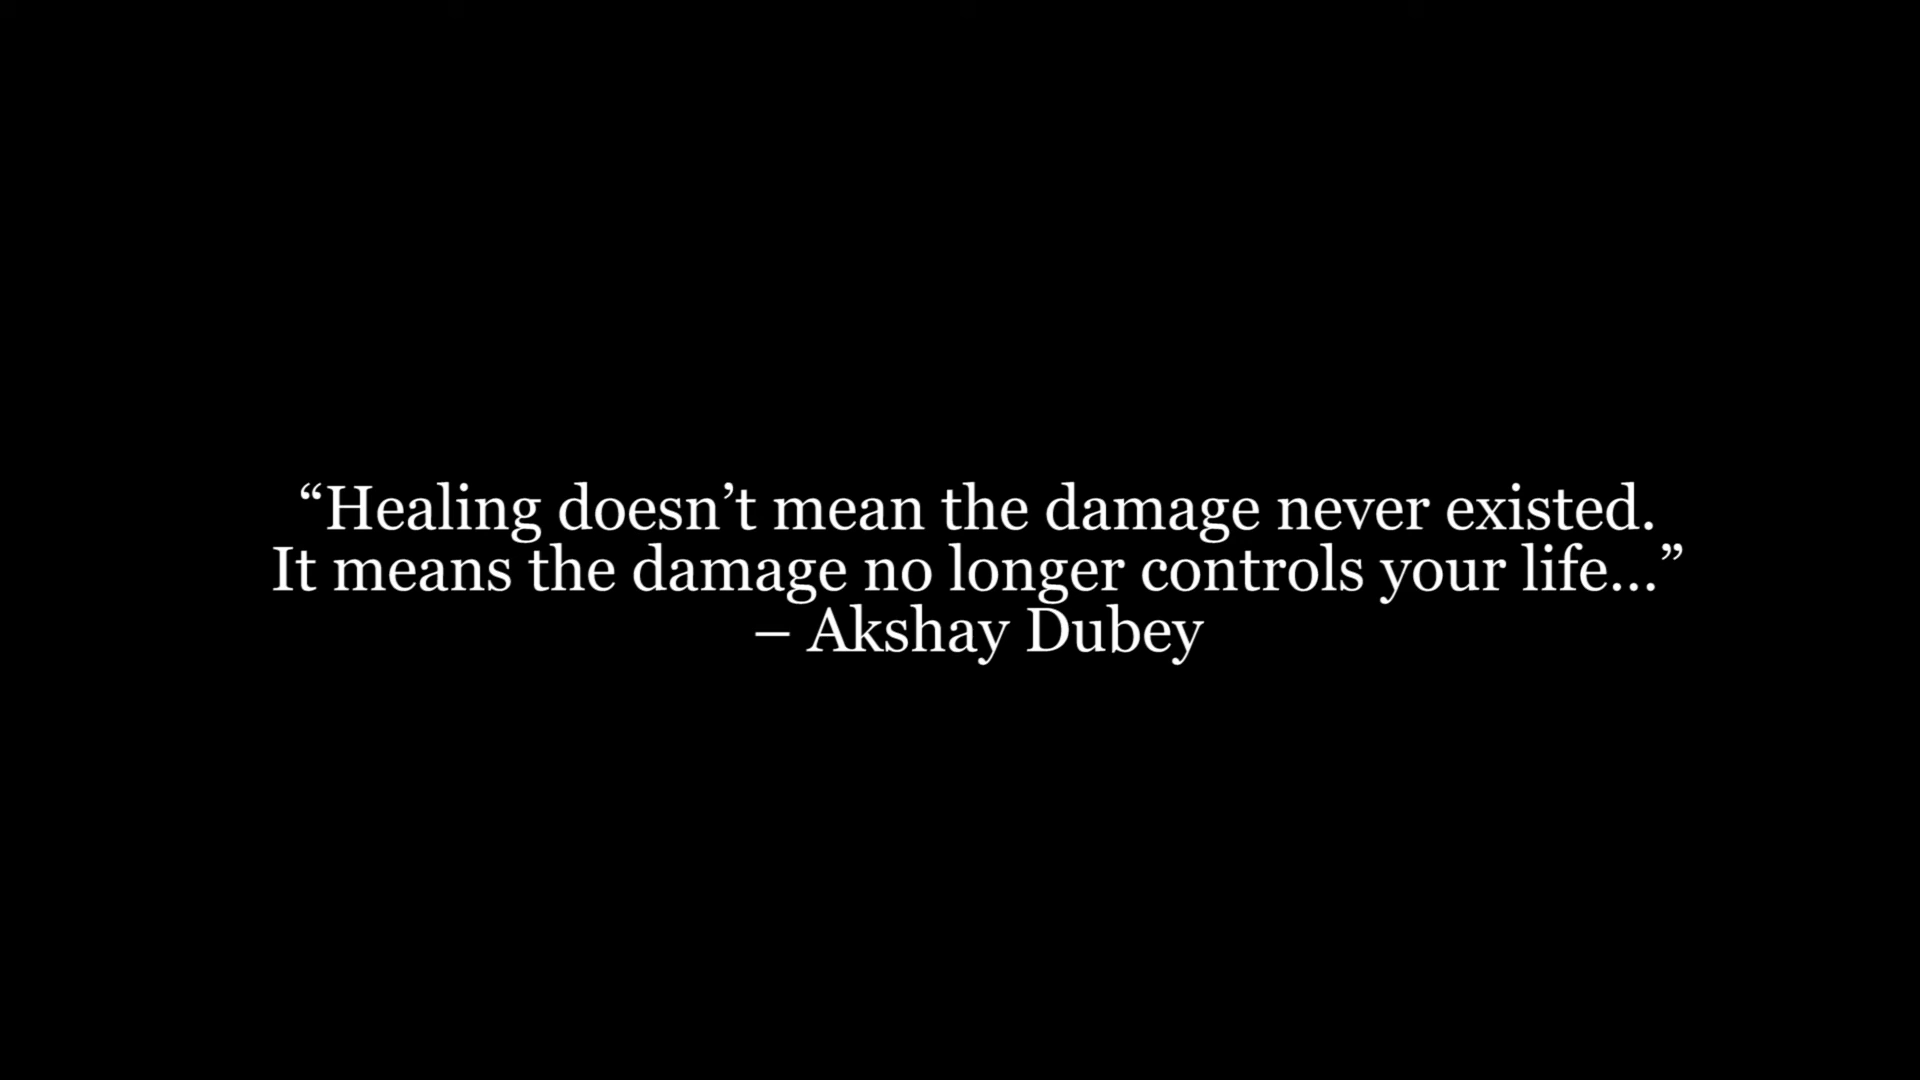 “Healing doesn’t mean the damage never existed.
It means the damage no longer controls your life...”
– Akshay Dubey